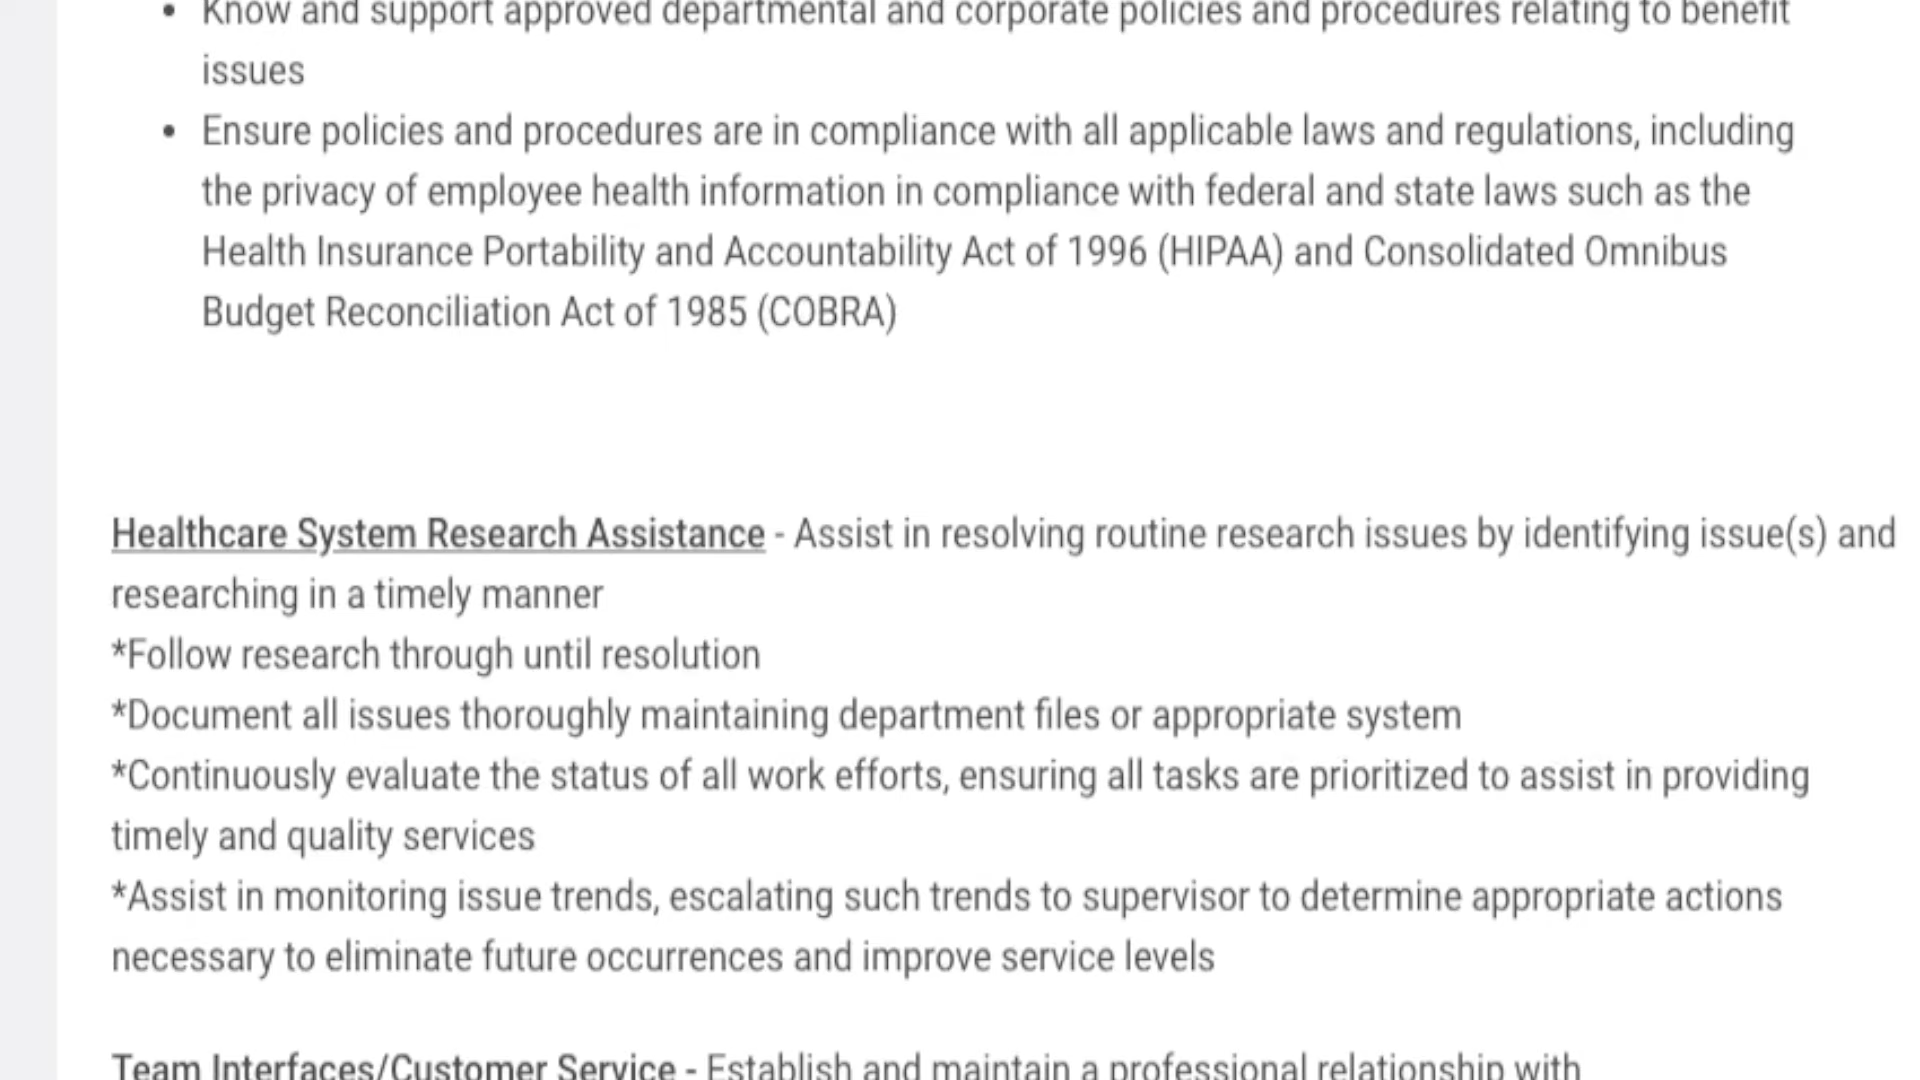 • Know and support approved departmental and corporate policies and procedures relating to benefit
issues
• Ensure policies and procedures are in compliance with all applicable laws and regulations, including
the privacy of employee health information in compliance with federal and state laws such as the
Health Insurance Portability and Accountability Act of 1996 (HIPAA) and Consolidated Omnibus
Budget Reconciliation Act of 1985 (COBRA)
Healthcare System Research Assistance - Assist in resolving routine research issues by identifying issue(s) and
researching in a timely manner
*Follow research through until resolution
*Document all issues thoroughly maintaining department files or appropriate system
*Continuously evaluate the status of all work efforts, ensuring all tasks are prioritized to assist in providing
timely and quality services
*Assist in monitoring issue trends, escalating such trends to supervisor to determine appropriate actions
necessary to eliminate future occurrences and improve service levels
Team Interfaces/Customer Service - Establish and maintain a professional relationship with